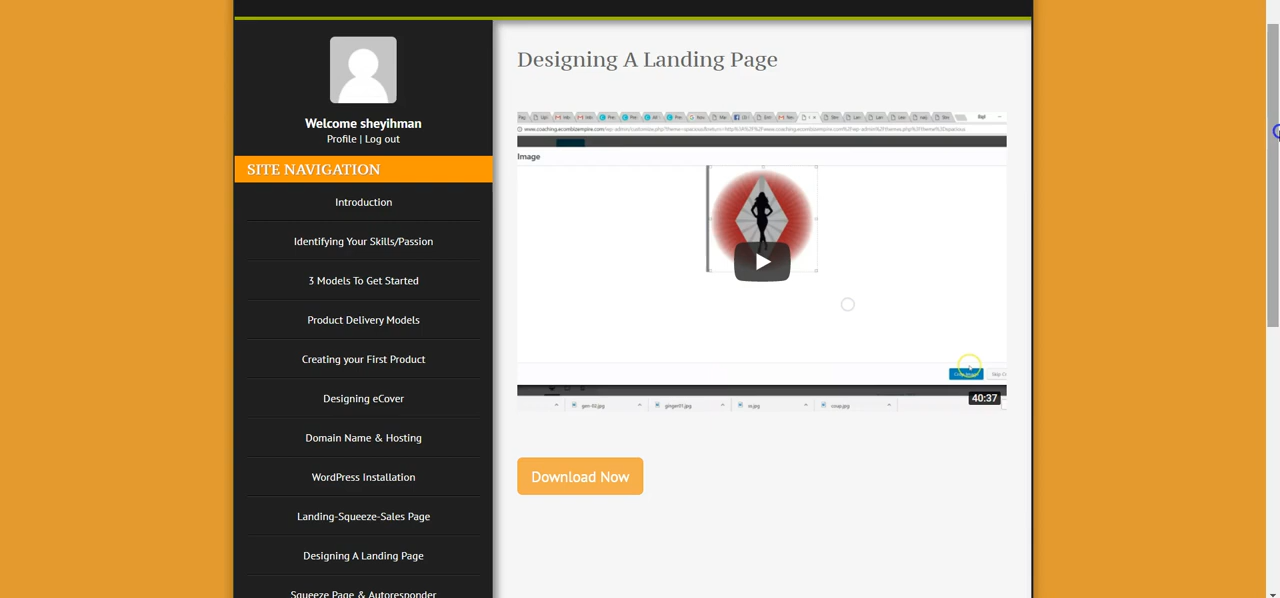 Welcome sheyihman
Profile | Log out
SITE NAVIGATION
Introduction
Identifying Your Skills/Passion
3 Models To Get Started
Product Delivery Models
Creating your First Product
Designing eCover
Domain Name & Hosting
WordPress Installation
Landing-Squeeze-Sales Page
Designing A Landing Page
Squeeze Page & Autoresponder
Designing A Landing Page
Image
Crop Image
40:37
Download Now